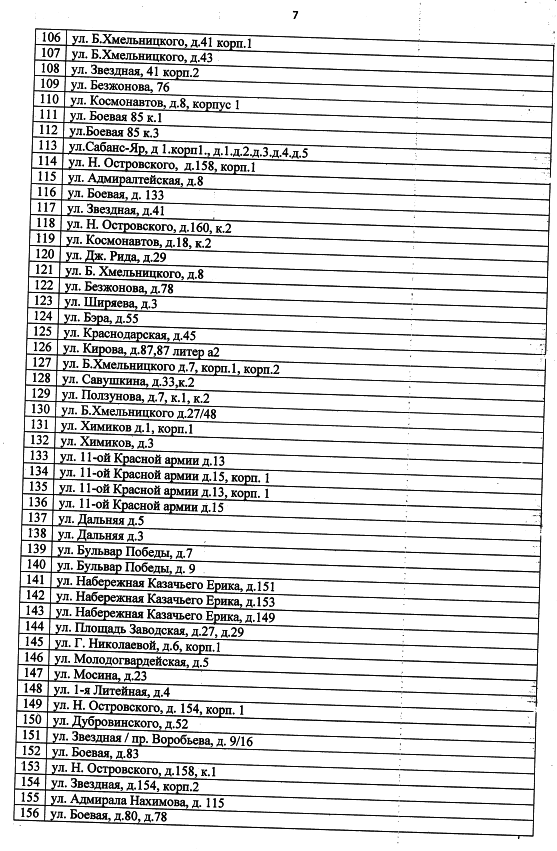 7
106 ул. Б.Хмельницкого, д.41 корп.1
107 ул. Б.Хмельницкого, д.43
108 ул. Звездная, 41 корп.2
109 ул. Безжонова, 76
110 ул. Космонавтов, д.8, корпус 1
111 ул. Боевая 85 к.1
112 ул.Боевая 85 к.3
113 ул.Сабанс-Яр, д 1.корп1., д.1.д.2.д.3.д.4.д.5
114 ул. Н. Островского, д.158, корп.1
115 ул. Адмиралтейская, д.8
116 ул. Боевая, д. 133
117 ул. Звездная, д.41
118 ул. Н. Островского, д.160, к.2
119 ул. Космонавтов, д.18, к.2
120 ул. Дж. Рида, д.29
121 ул. Б. Хмельницкого, д.8
122 ул. Безжонова, д.78
123 ул. Ширяева, д.3
124 ул. Бэра, д.55
125 ул. Краснодарская, д.45
126 ул. Кирова, д.87,87 литер а2
127 ул. Б.Хмельницкого д.7, корп.1, корп.2
128 ул. Савушкина, д.33,к.2
129 ул. Ползунова, д.7, к.1, к.2
130 ул. Б.Хмельницкого д.27/48
131 ул. Химиков д.1, корп.1
132 ул. Химиков, д.3
133 ул. 11-ой Красной армии д.13
134 ул. 11-ой Красной армии д.15, корп. 1
135 ул. 11-ой Красной армии д.13, корп. 1
136 ул. 11-ой Красной армии д.15
137 ул. Дальняя д.5
138 ул. Дальняя д.3
139 ул. Бульвар Победы, д.7
140 ул. Бульвар Победы, д. 9
141 ул. Набережная Казачьего Ерика, д.151
142 ул. Набережная Казачьего Ерика, д.153
143 ул. Набережная Казачьего Ерика, д.149
144 ул. Площадь Заводская, д.27, д.29
145 ул. Г. Николаевой, д.6, корп.1
146 ул. Молодогвардейская, д.5
147 ул. Мосина, д.23
148 ул. 1-я Литейная, д.4
149 ул. Н. Островского, д. 154, корп. 1
150 ул. Дубровинского, д.52
151 ул. Звездная / пр. Воробьева, д. 9/16
152 ул. Боевая, д.83
153 ул. Н. Островского, д.158, к.1
154 ул. Звездная, д.154, корп.2
155 ул. Адмирала Нахимова, д. 115
156 ул. Боевая, д.80, д.78